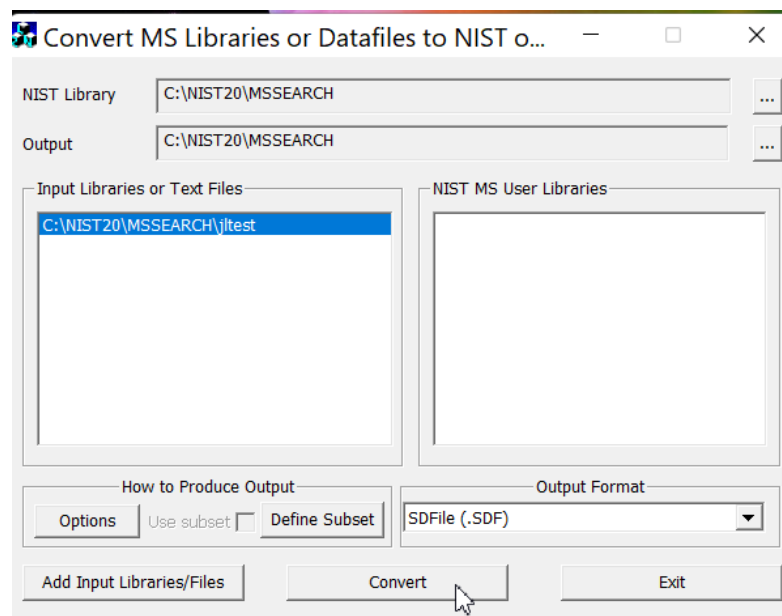 Convert MS Libraries or Datafiles to NIST o...
NIST Library C:\NIST20\MSSEARCH ...
Output C:\NIST20\MSSEARCH ...
Input Libraries or Text Files NIST MS User Libraries
C:\NIST20\MSSEARCH\jltest
How to Produce Output Output Format
Options Use subset Define Subset SDFile (.SDF)
Add Input Libraries/Files Convert Exit